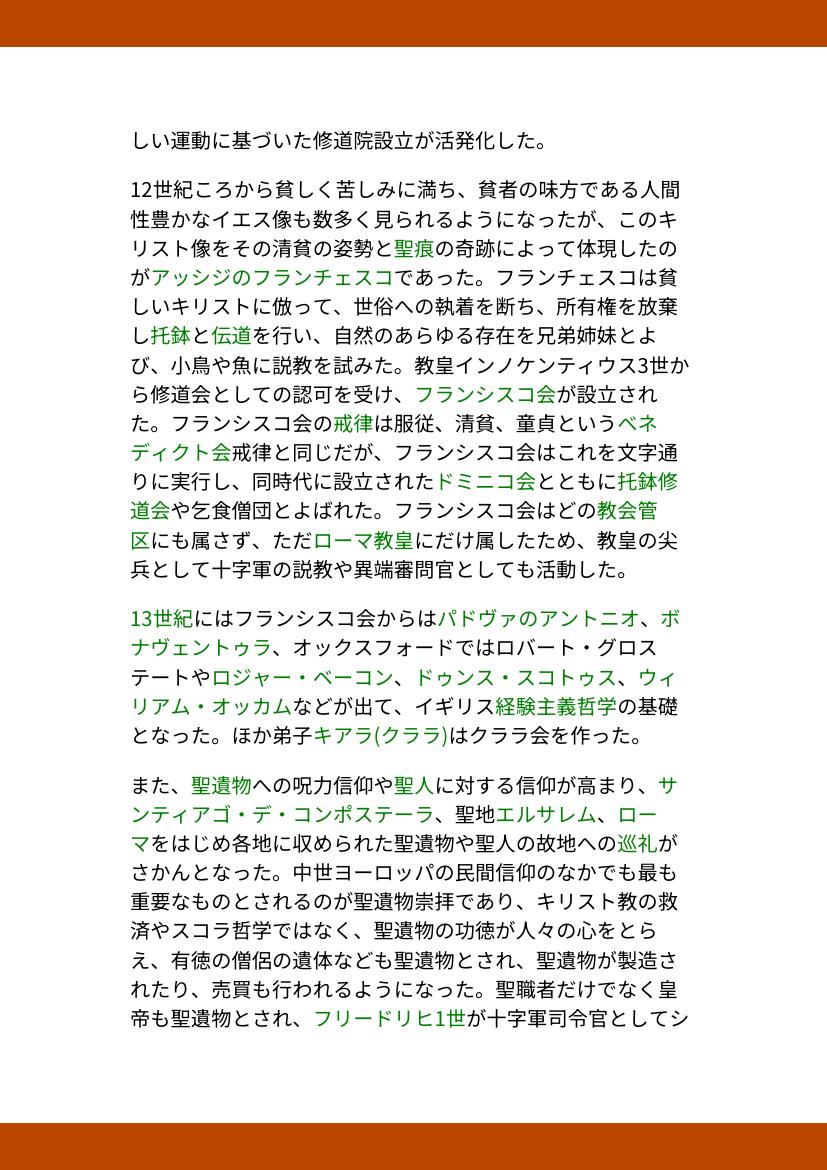 しい運動に基づいた修道院設立が活発化した。
12世紀ころから貧しく苦しみに満ち、貧者の味方である人間
性豊かなイエス像も数多く見られるようになったが、このキ
リスト像をその清貧の姿勢と聖痕の奇跡によって体現したの
がアッシジのフランチェスコであった。フランチェスコは貧
しいキリストに倣って、世俗への執着を断ち、所有権を放棄
し托鉢と伝道を行い、自然のあらゆる存在を兄弟姉妹とよ
び、小鳥や魚に説教を試みた。教皇インノケンティウス3世か
ら修道会としての認可を受け、フランシスコ会が設立され
た。フランシスコ会の戒律は服従、清貧、童貞というベネ
ディクト会戒律と同じだが、フランシスコ会はこれを文字通
りに実行し、同時代に設立されたドミニコ会とともに托鉢修
道会や乞食僧団とよばれた。フランシスコ会はどの教会管
区にも属さず、ただローマ教皇にだけ属したため、教皇の尖
兵として十字軍の説教や異端審問官としても活動した。
13世紀にはフランシスコ会からはパドヴァのアントニオ、ボ
ナヴェントゥラ、オックスフォードではロバート・グロス
テートやロジャー・ベーコン、ドゥンス・スコトゥス、ウィ
リアム・オッカムなどが出て、イギリス経験主義哲学の基礎
となった。ほか弟子キアラ(クララ)はクララ会を作った。
また、聖遺物への呪力信仰や聖人に対する信仰が高まり、サ
ンティアゴ・デ・コンポステーラ、聖地エルサレム、ロー
マをはじめ各地に収められた聖遺物や聖人の故地への巡礼が
さかんとなった。中世ヨーロッパの民間信仰のなかでも最も
重要なものとされるのが聖遺物崇拝であり、キリスト教の救
済やスコラ哲学ではなく、聖遺物の功徳が人々の心をとら
え、有徳の僧侶の遺体なども聖遺物とされ、聖遺物が製造さ
れたり、売買も行われるようになった。聖職者だけでなく皇
帝も聖遺物とされ、フリードリヒ1世が十字軍司令官としてシ